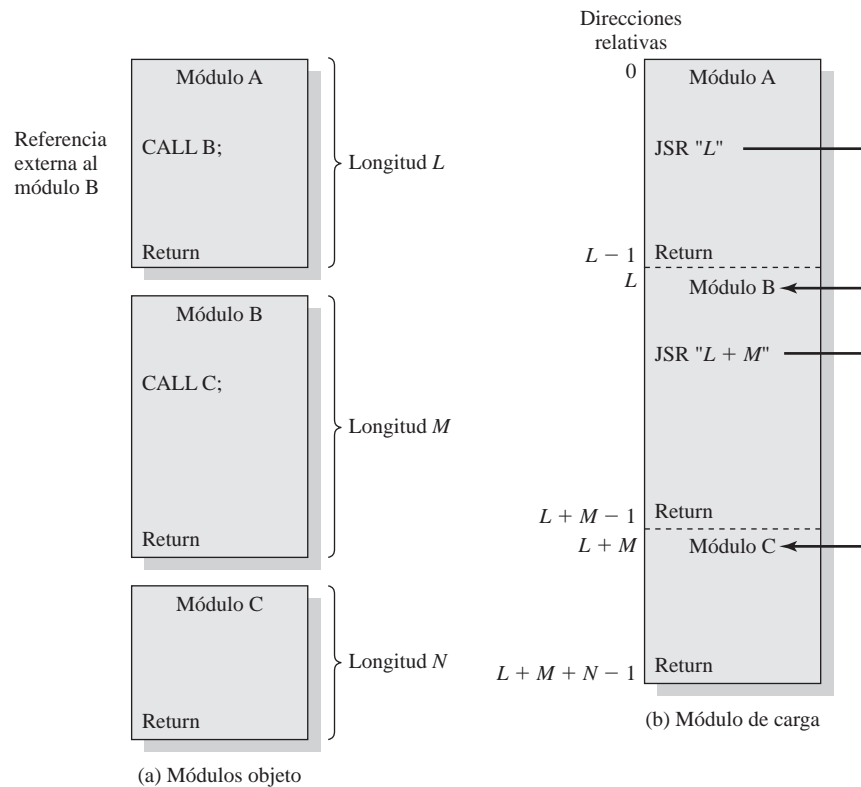 Referencia
externa al
módulo B
Módulo A
CALL B;
Return
Longitud L
Módulo B
CALL C;
Return
Longitud M
Módulo C
Return
Longitud N
(a) Módulos objeto
Direcciones
relativas
0
Módulo A
JSR "L"
L − 1
Return
L
Módulo B
JSR "L + M"
L + M − 1
Return
L + M
Módulo C
L + M + N − 1
Return
(b) Módulo de carga